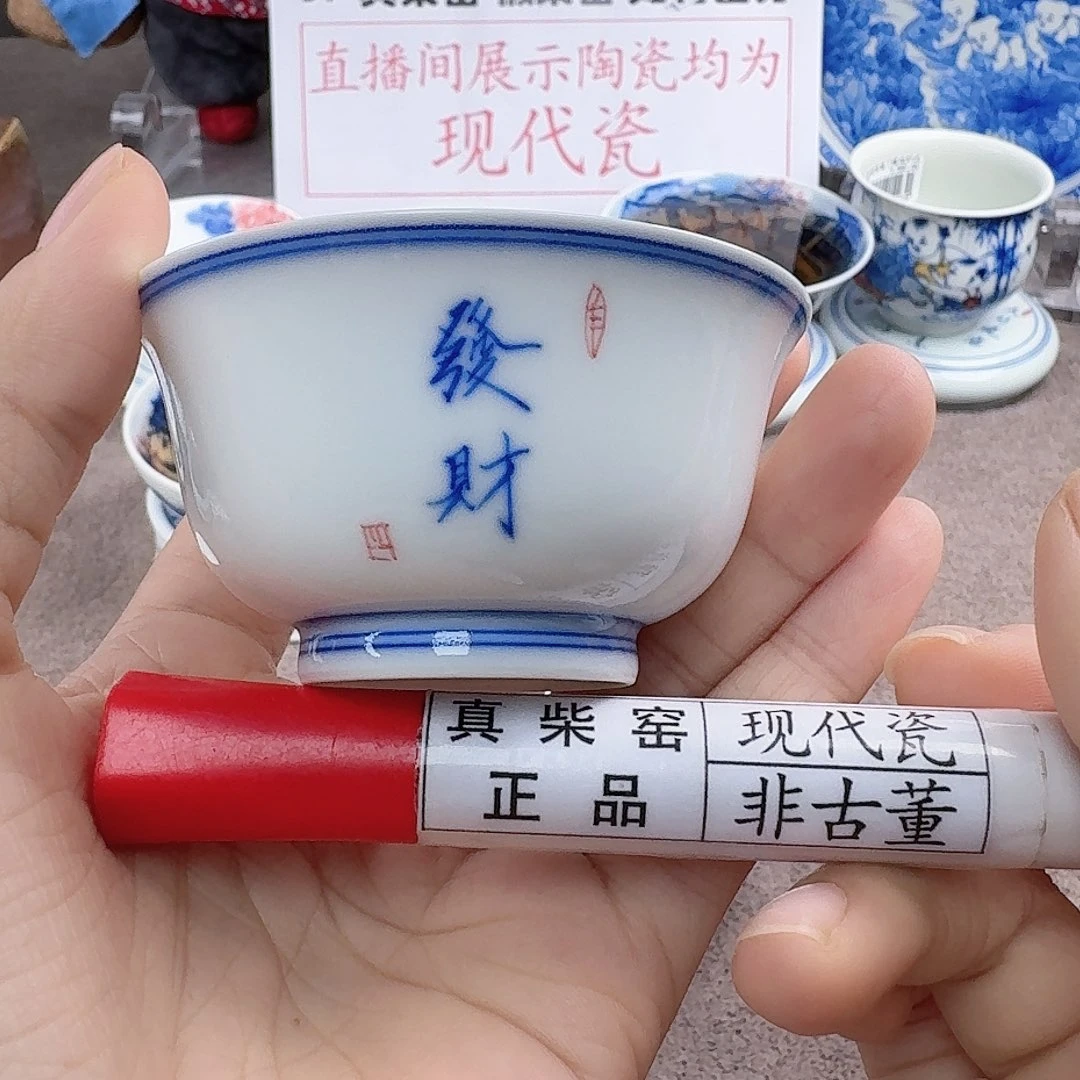 直播间展示陶瓷均为
现代瓷
發
財
真柴窑
正品
现代瓷
非古董